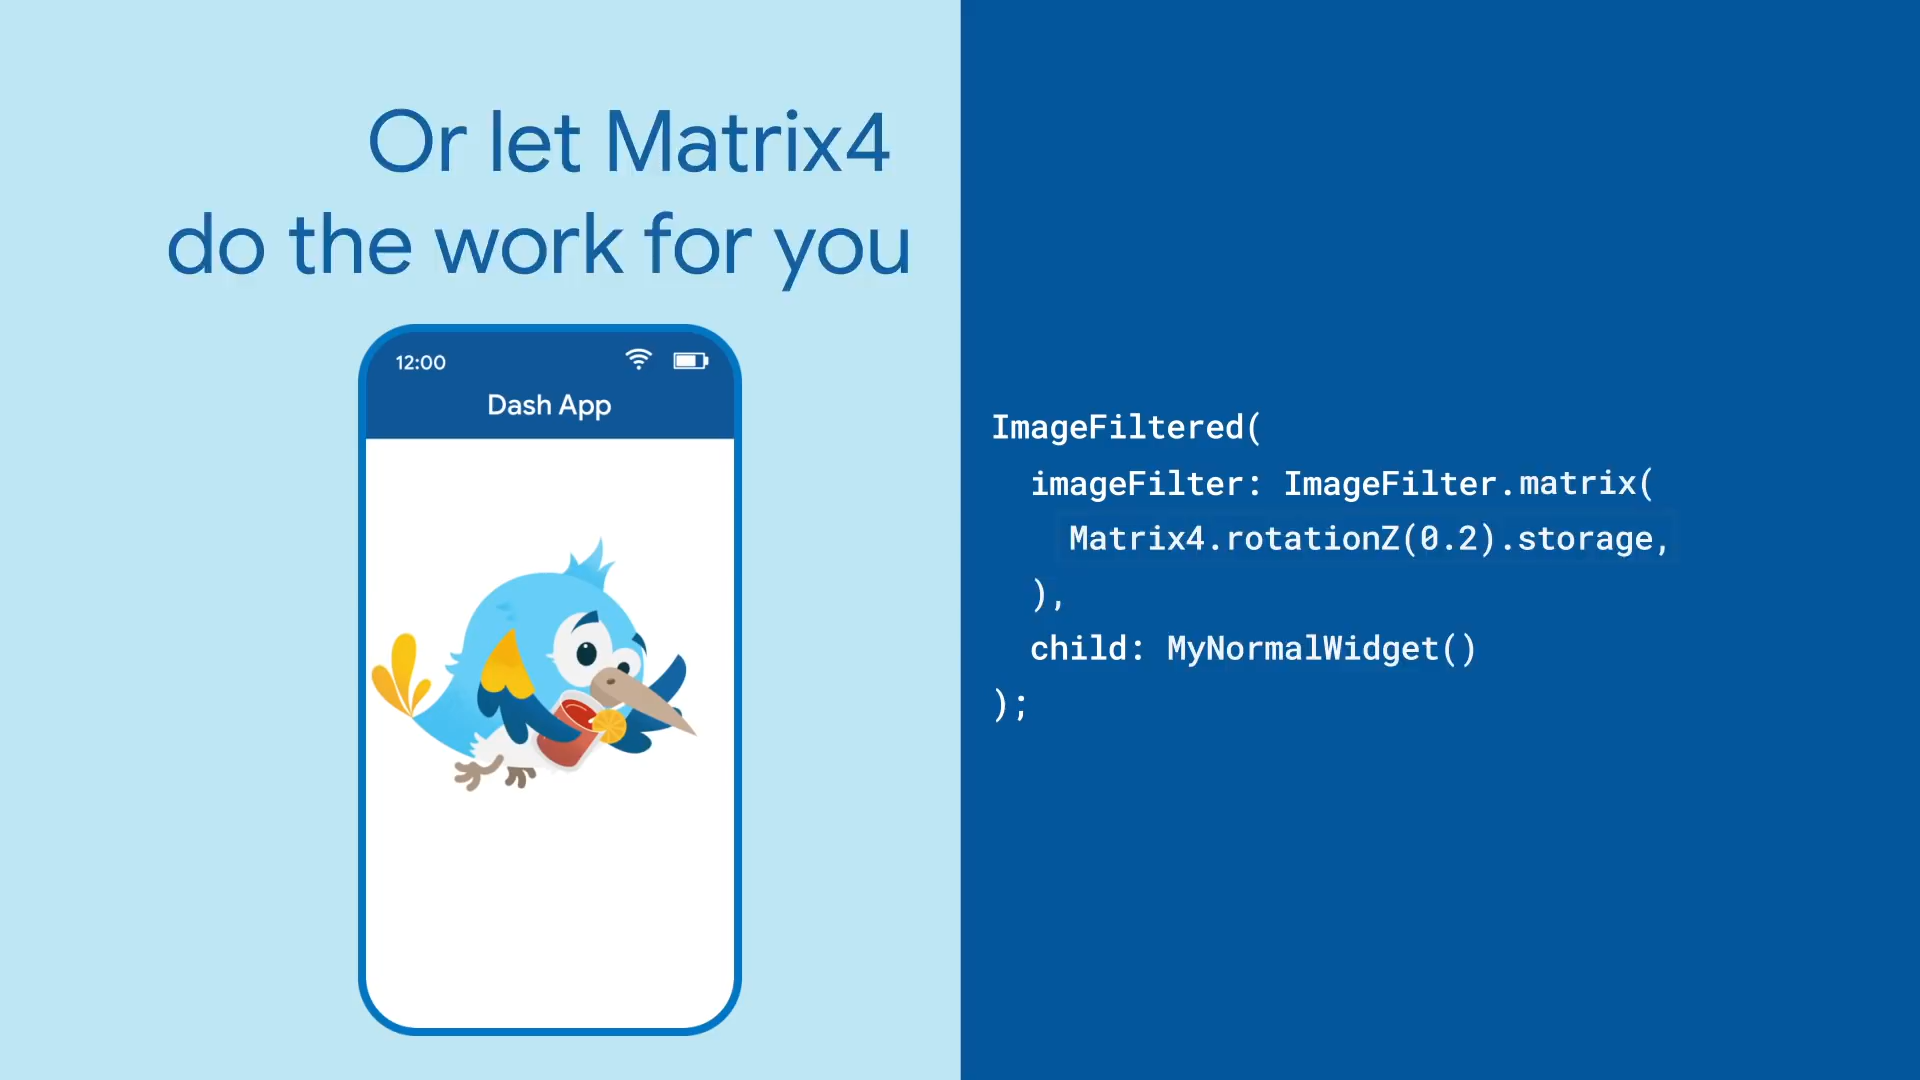 Or let Matrix4
do the work for you
12:00
Dash App
ImageFiltered(
imageFilter: ImageFilter.matrix(
Matrix4.rotationZ(0.2).storage,
),
child: MyNormalWidget()
);